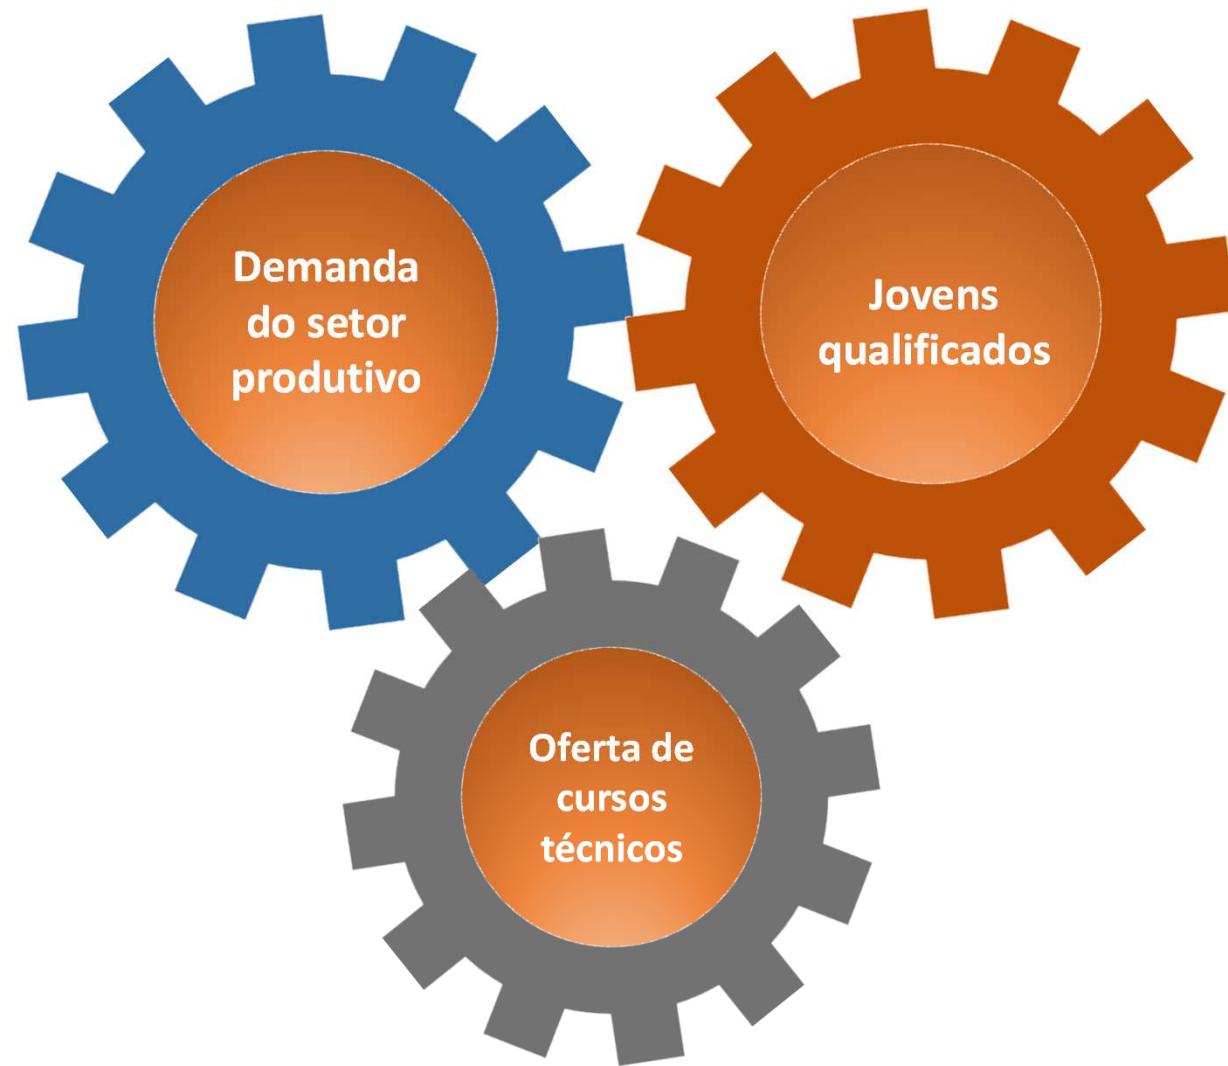 Demanda
do setor
produtivo
Jovens
qualificados
Oferta de
cursos
técnicos